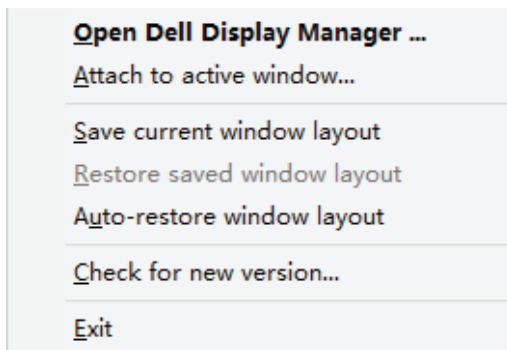 Open Dell Display Manager ...
Attach to active window...
Save current window layout
Restore saved window layout
Auto-restore window layout
Check for new version...
Exit